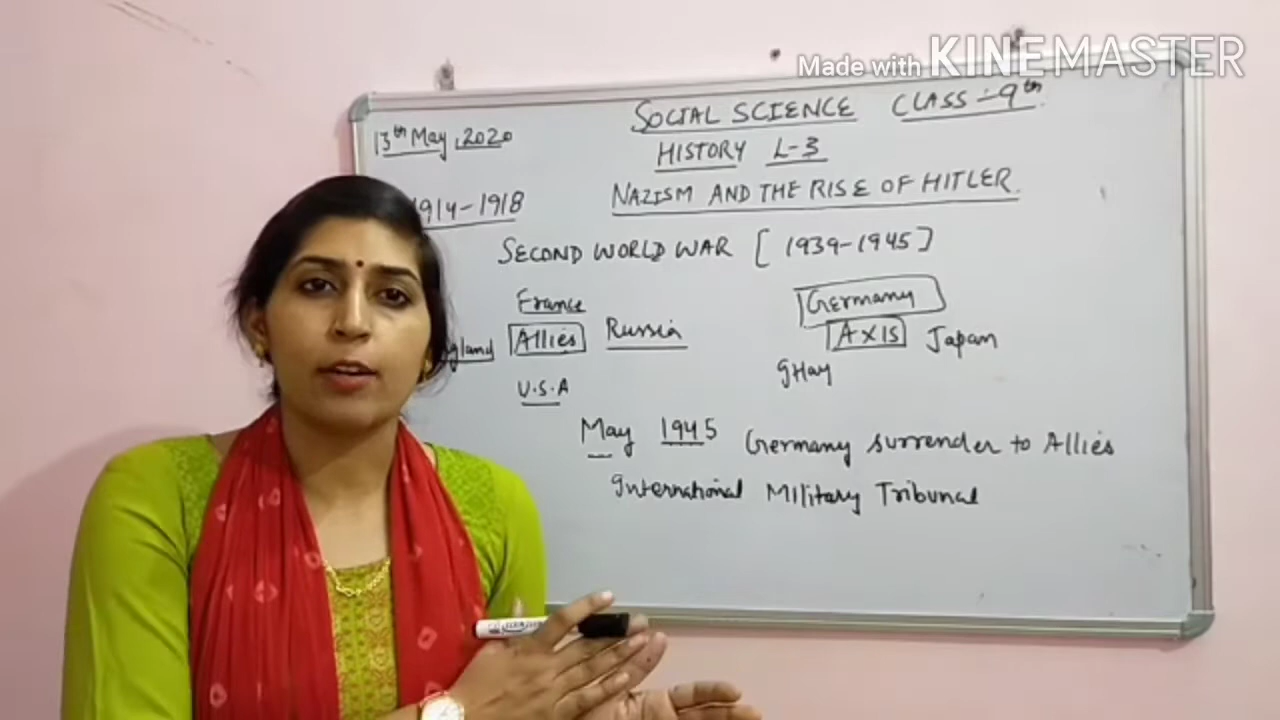 Made with KINEMASTER
SOCIAL SCIENCE CLASS-9th
13th May, 2020
HISTORY L-3
NAZISM AND THE RISE OF HITLER.
1914-1918
SECOND WORLD WAR [1939-1945]
France
Germany
gland Allies Russia
AXIS Japan
Italy
U.S.A
May 1945 Germany surrender to Allies
International Military Tribunal